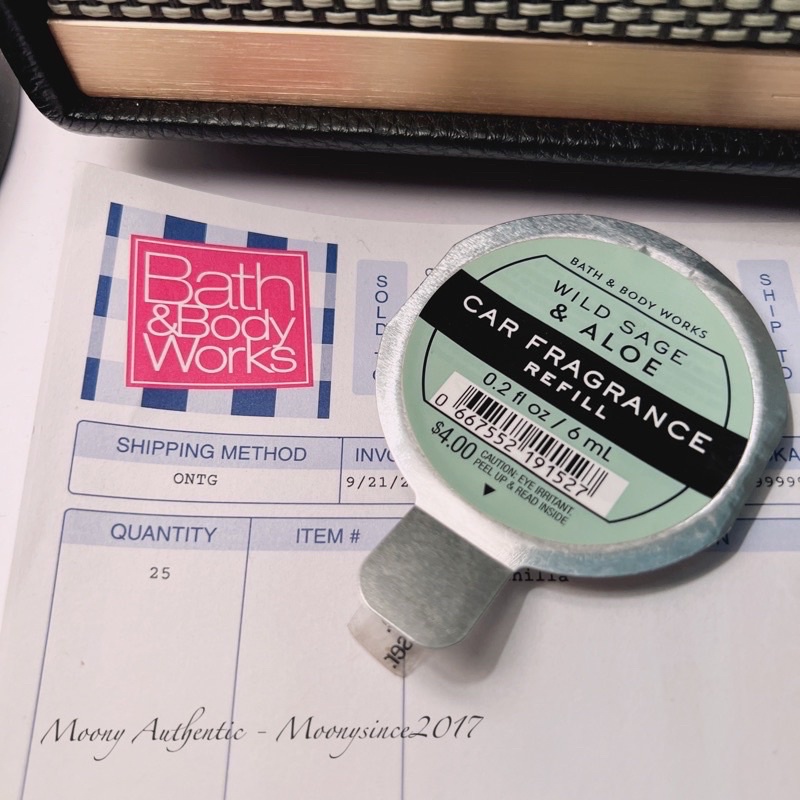 Bath
&Body
Works
SOLD TO
SHIP TO
SHIPPING METHOD
ONTG
9/21/2
QUANTITY
ITEM #
25
BATH & BODY WORKS
WILD SAGE
& ALOE
CAR FRAGRANCE
REFILL
0.2 fl oz / 6 mL
0 667552 191527
$4.00
CAUTION: EYE IRRITANT.
PEEL UP & READ INSIDE
Moony Authentic - Moonysince2017